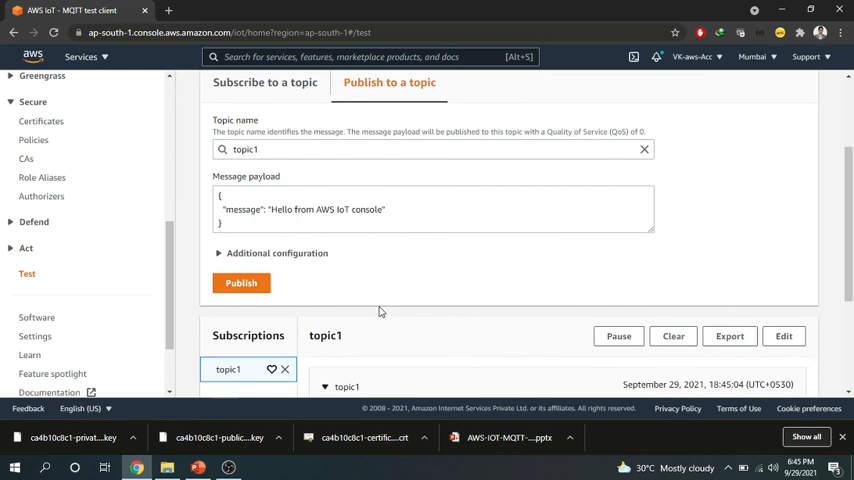 AWS IoT - MQTT test client
ap-south-1.console.aws.amazon.com/iot/home?region=ap-south-1#/test
aws Services Search for services, features, marketplace products, and docs [Alt+S] VK-aws-Acc Mumbai Support
Greengrass
Secure
Certificates
Policies
CAs
Role Aliases
Authorizers
Defend
Act
Test
Software
Settings
Learn
Feature spotlight
Documentation
Subscribe to a topic Publish to a topic
Topic name
The topic name identifies the message. The message payload will be published to this topic with a Quality of Service (QoS) of 0.
topic1
Message payload
{
"message": "Hello from AWS IoT console"
}
Additional configuration
Publish
Subscriptions topic1 Pause Clear Export Edit
topic1
topic1 September 29, 2021, 18:45:04 (UTC+0530)
Feedback English (US) © 2008 - 2021, Amazon Internet Services Private Ltd. or its affiliates. All rights reserved. Privacy Policy Terms of Use Cookie preferences
ca4b10c8c1-privat....key ca4b10c8c1-public....key ca4b10c8c1-certific....crt AWS-IOT-MQTT-....pptx Show all
30°C Mostly cloudy 6:45 PM
9/29/2021 3